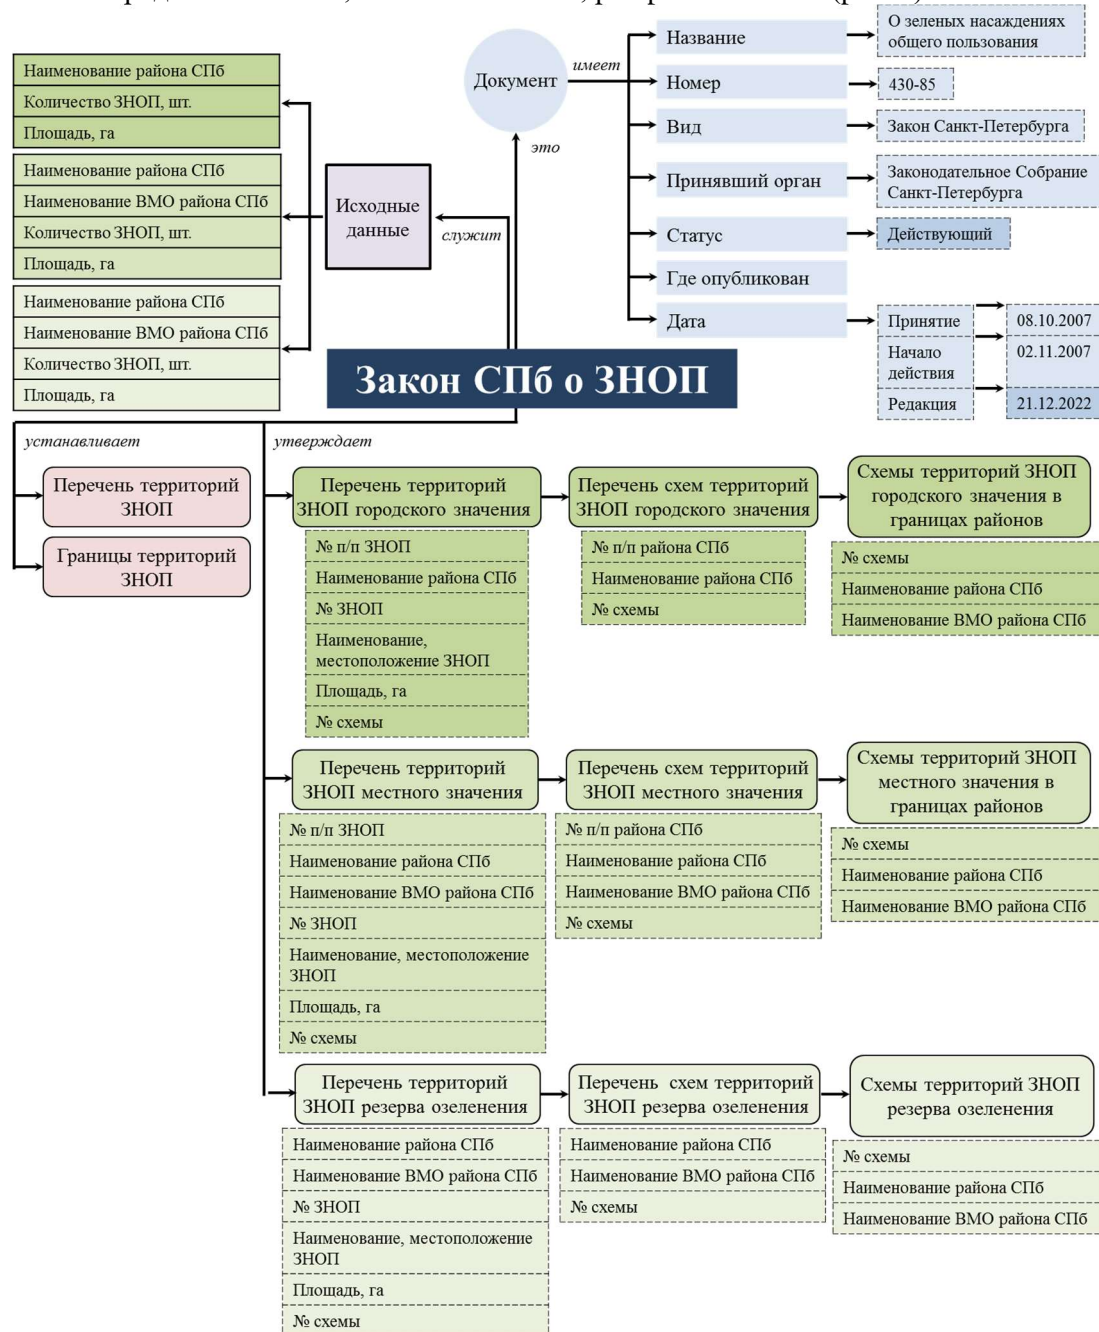 Наименование района СПб
Количество ЗНОП, шт.
Площадь, га
Наименование района СПб
Наименование ВМО района СПб
Количество ЗНОП, шт.
Площадь, га
Наименование района СПб
Наименование ВМО района СПб
Количество ЗНОП, шт.
Площадь, га
Исходные
данные
служит
Документ
это
имеет
Название
О зеленых насаждениях
общего пользования
Номер
430-85
Вид
Закон Санкт-Петербурга
Принявший орган
Законодательное Собрание
Санкт-Петербурга
Статус
Действующий
Где опубликован
Дата
Принятие
08.10.2007
Начало
действия
02.11.2007
Редакция
21.12.2022
Закон СПб о ЗНОП
устанавливает
Перечень территорий
ЗНОП
Границы территорий
ЗНОП
утверждает
Перечень территорий
ЗНОП городского значения
№ п/п ЗНОП
Наименование района СПб
№ ЗНОП
Наименование,
местоположение ЗНОП
Площадь, га
№ схемы
Перечень схем территорий
ЗНОП городского значения
№ п/п района СПб
Наименование района СПб
№ схемы
Схемы территорий ЗНОП
городского значения в
границах районов
№ схемы
Наименование района СПб
Наименование ВМО района СПб
Перечень территорий
ЗНОП местного значения
№ п/п ЗНОП
Наименование района СПб
Наименование ВМО района СПб
№ ЗНОП
Наименование, местоположение
ЗНОП
Площадь, га
№ схемы
Перечень схем территорий
ЗНОП местного значения
№ п/п района СПб
Наименование района СПб
Наименование ВМО района СПб
№ схемы
Схемы территорий ЗНОП
местного значения в
границах районов
№ схемы
Наименование района СПб
Наименование ВМО района СПб
Перечень территорий
ЗНОП резерва озеленения
Наименование района СПб
Наименование ВМО района СПб
№ ЗНОП
Наименование, местоположение
ЗНОП
Площадь, га
№ схемы
Перечень схем территорий
ЗНОП резерва озеленения
Наименование района СПб
Наименование ВМО района СПб
№ схемы
Схемы территорий ЗНОП
резерва озеленения
№ схемы
Наименование района СПб
Наименование ВМО района СПб